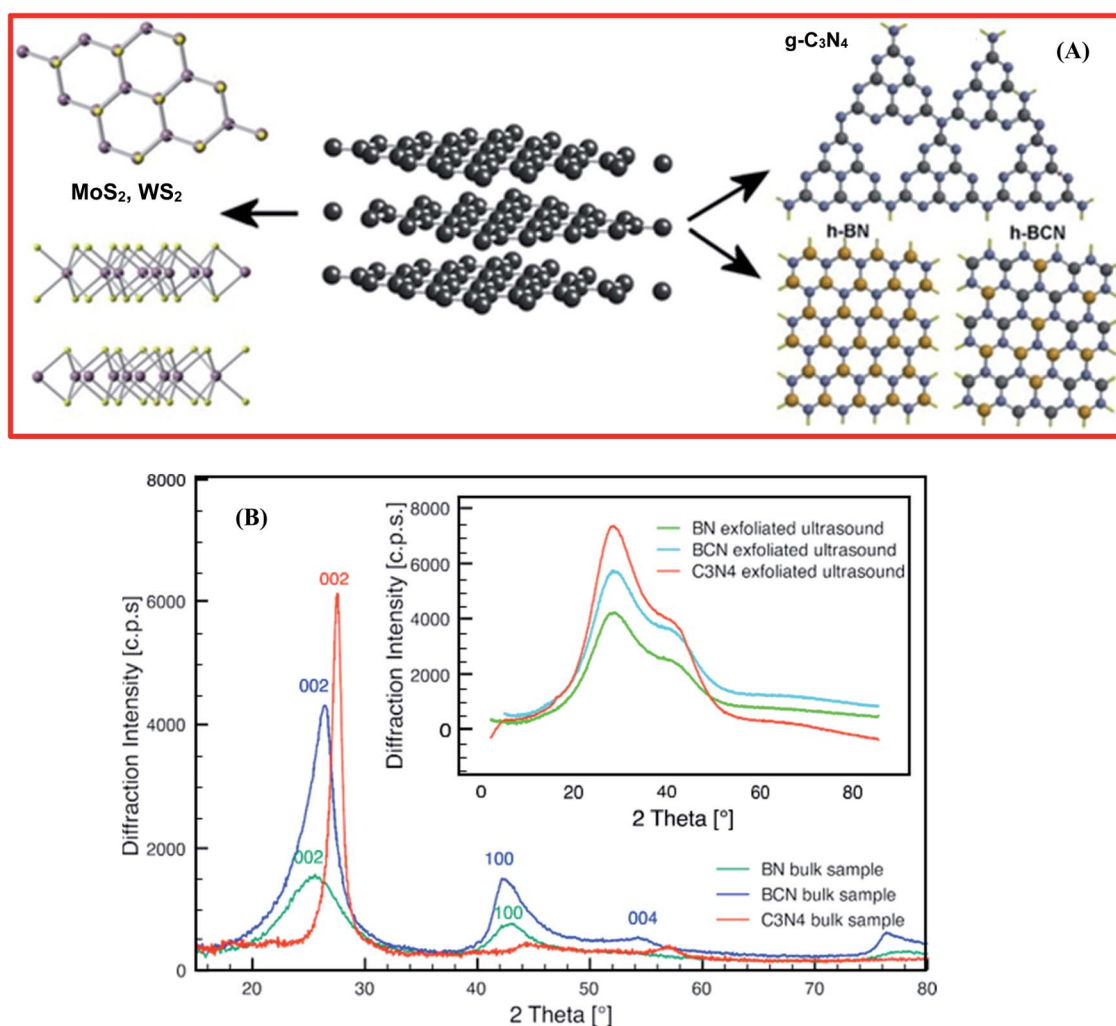 g-C₃N₄
(A)
MoS₂, WS₂
h-BN
h-BCN
(B)
Diffraction Intensity [c.p.s]
8000
6000
4000
2000
0
20
30
40
50
60
70
80
2 Theta [°]
002
002
002
100
100
004
BN bulk sample
BCN bulk sample
C3N4 bulk sample
Diffraction Intensity [c.p.s.]
8000
6000
4000
2000
0
0
20
40
60
80
2 Theta [°]
BN exfoliated ultrasound
BCN exfoliated ultrasound
C3N4 exfoliated ultrasound